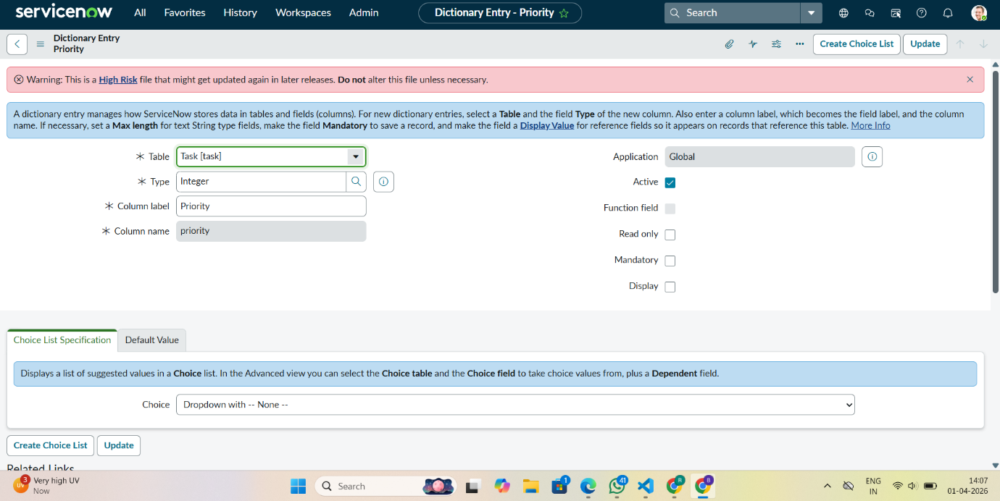 servicenow All Favorites History Workspaces Admin Dictionary Entry - Priority Search
Dictionary Entry
Priority
Create Choice List Update
Warning: This is a High Risk file that might get updated again in later releases. Do not alter this file unless necessary.
A dictionary entry manages how ServiceNow stores data in tables and fields (columns). For new dictionary entries, select a Table and the field Type of the new column. Also enter a column label, which becomes the field label, and the column
name. If necessary, set a Max length for text String type fields, make the field Mandatory to save a record, and make the field a Display Value for reference fields so it appears on records that reference this table. More Info
Table Task [task]
Type Integer
Column label Priority
Column name priority
Application Global
Active
Function field
Read only
Mandatory
Display
Choice List Specification Default Value
Displays a list of suggested values in a Choice list. In the Advanced view you can select the Choice table and the Choice field to take choice values from, plus a Dependent field.
Choice Dropdown with -- None --
Create Choice List Update
Related Links
UV 3 Very high UV
Now
Search
1
41
R
B
ENG
IN
14:07
01-04-2026